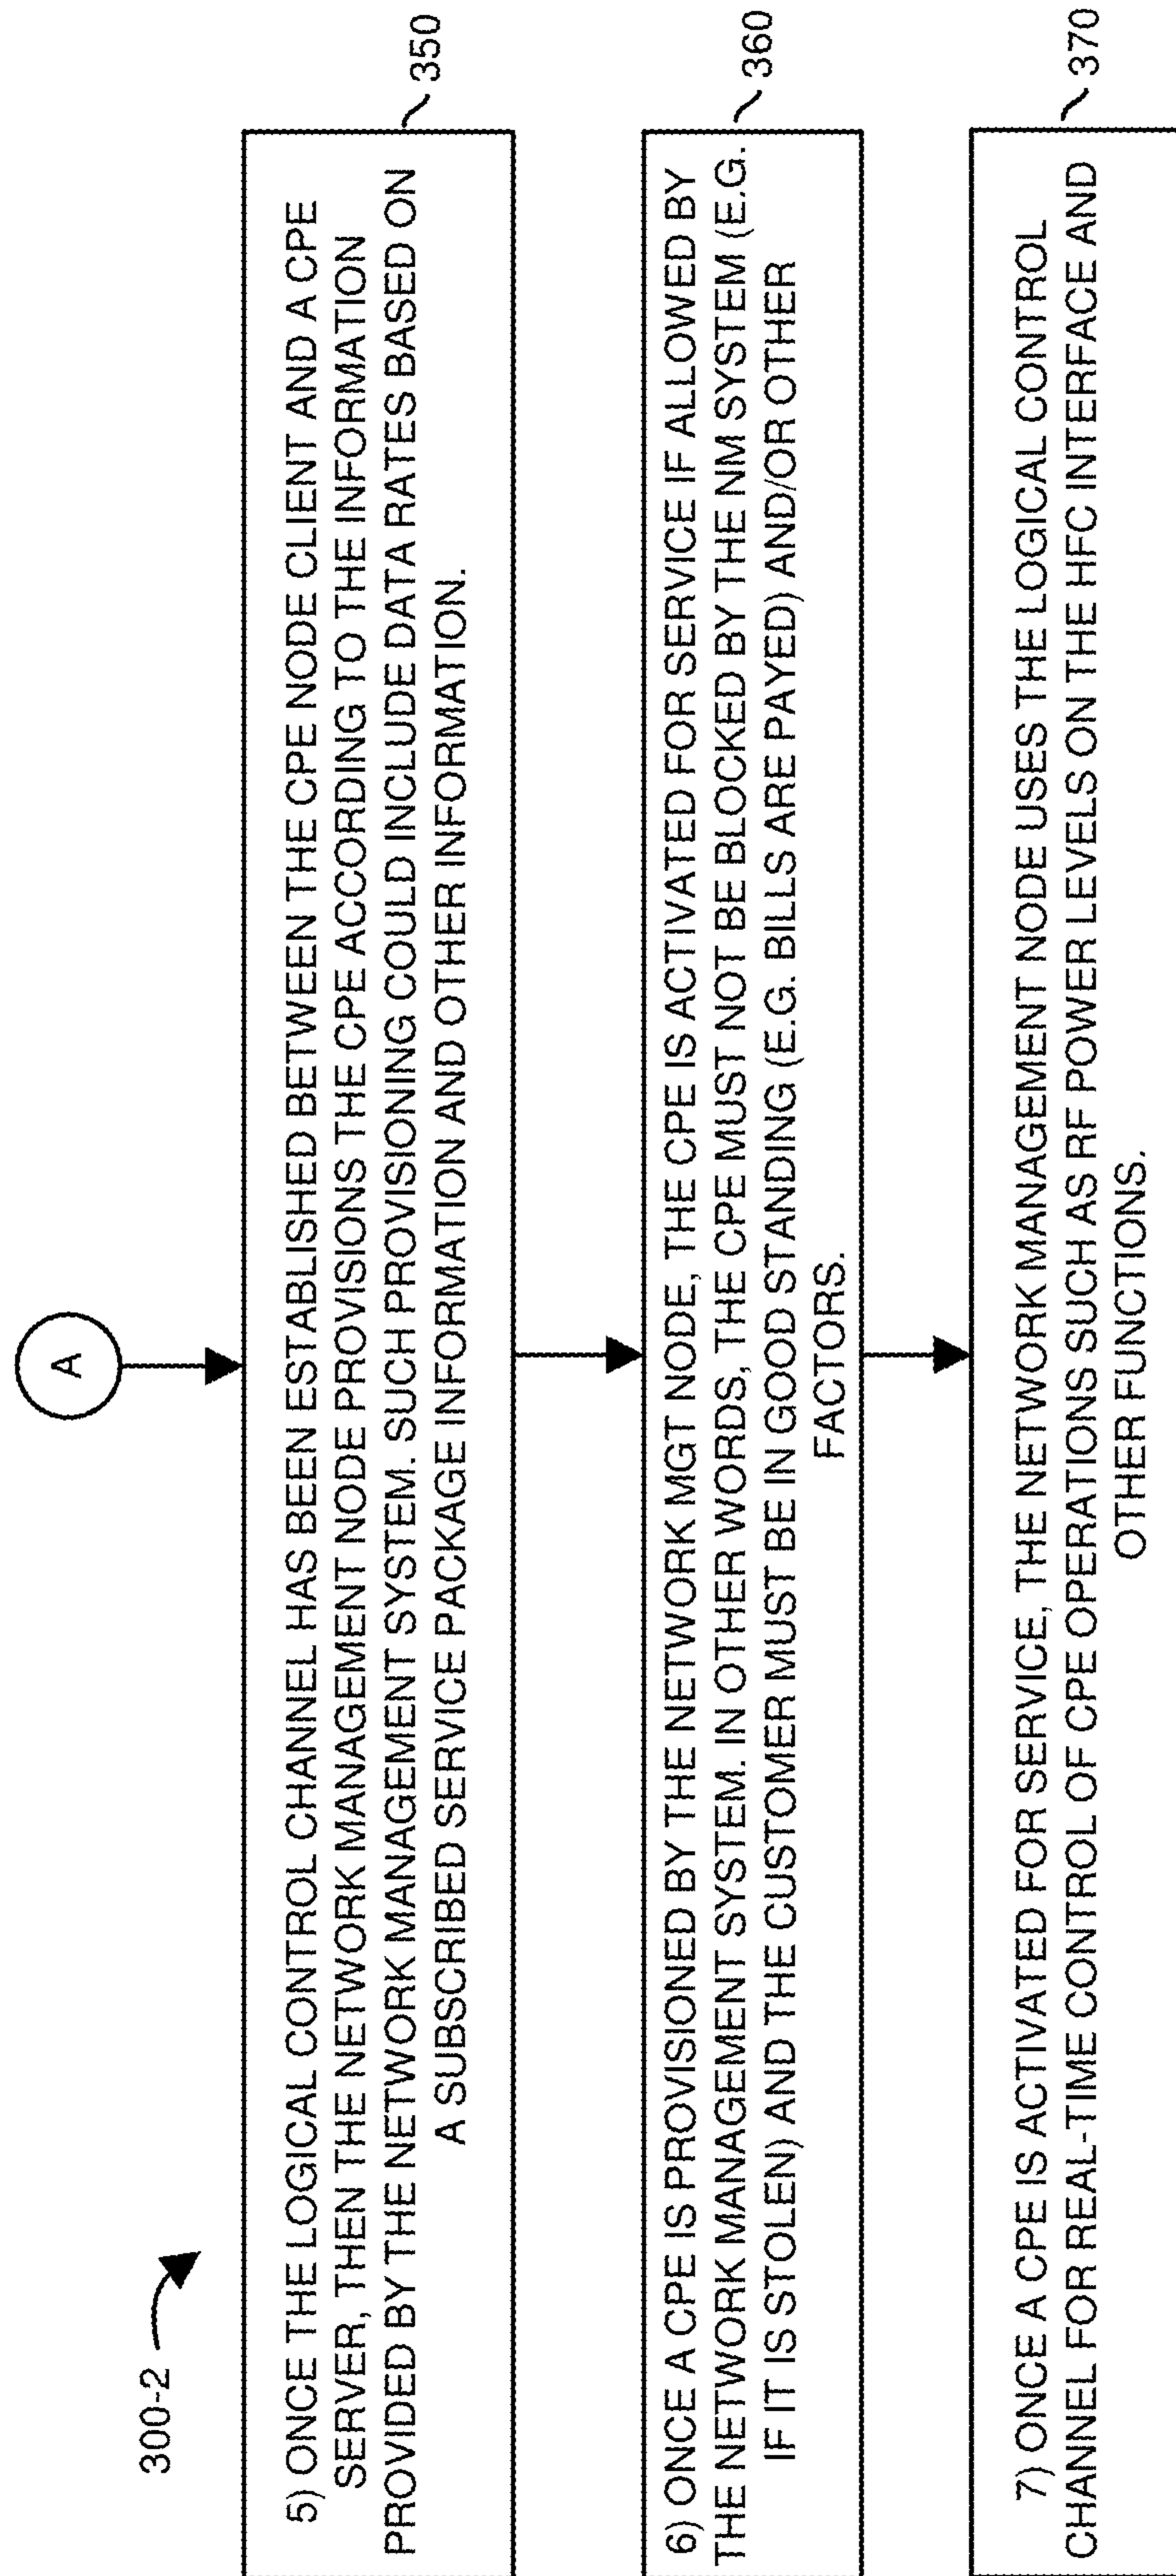 300-2
A
5) ONCE THE LOGICAL CONTROL CHANNEL HAS BEEN ESTABLISHED BETWEEN THE CPE NODE CLIENT AND A CPE
SERVER, THEN THE NETWORK MANAGEMENT NODE PROVISIONS THE CPE ACCORDING TO THE INFORMATION
PROVIDED BY THE NETWORK MANAGEMENT SYSTEM. SUCH PROVISIONING COULD INCLUDE DATA RATES BASED ON
A SUBSCRIBED SERVICE PACKAGE INFORMATION AND OTHER INFORMATION.
350
6) ONCE A CPE IS PROVISIONED BY THE NETWORK MGT NODE, THE CPE IS ACTIVATED FOR SERVICE IF ALLOWED BY
THE NETWORK MANAGEMENT SYSTEM. IN OTHER WORDS, THE CPE MUST NOT BE BLOCKED BY THE NM SYSTEM (E.G.
IF IT IS STOLEN) AND THE CUSTOMER MUST BE IN GOOD STANDING (E.G. BILLS ARE PAYED) AND/OR OTHER
FACTORS.
360
7) ONCE A CPE IS ACTIVATED FOR SERVICE, THE NETWORK MANAGEMENT NODE USES THE LOGICAL CONTROL
CHANNEL FOR REAL-TIME CONTROL OF CPE OPERATIONS SUCH AS RF POWER LEVELS ON THE HFC INTERFACE AND
OTHER FUNCTIONS.
370